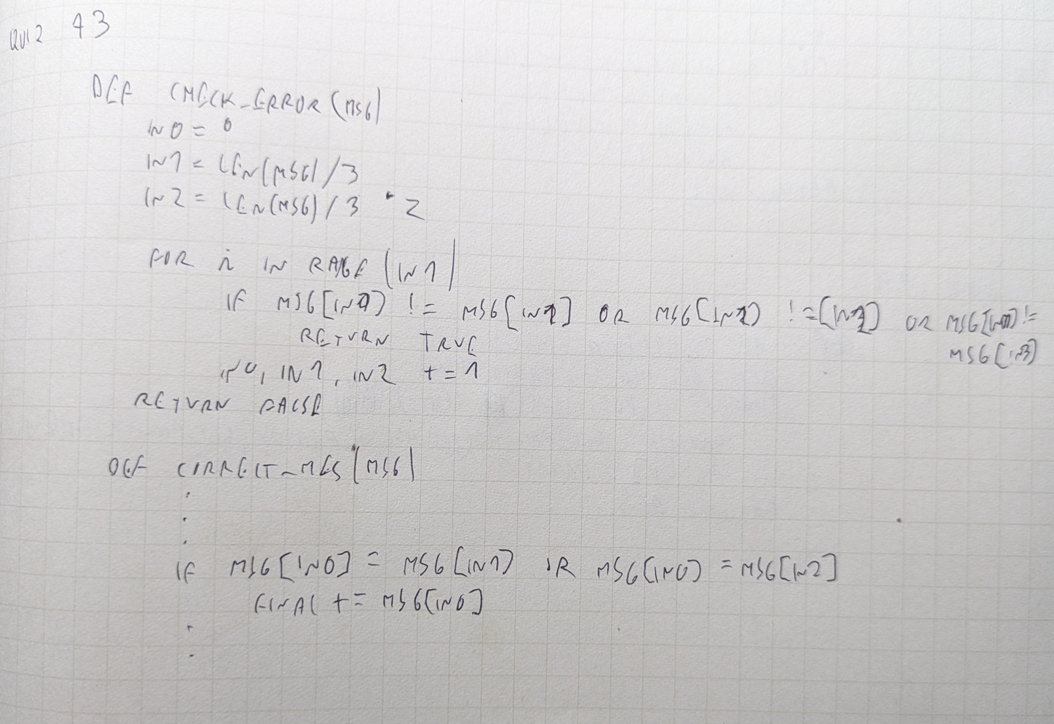 QUIZ 43
DEF CHECK_ERROR(MSG)
IN0 = 0
IN1 = LEN(MSG) / 3
IN2 = LEN(MSG) / 3 * 2
FOR i IN RANGE (IN1)
IF MSG[IN0] != MSG[IN1] OR MSG[IN1] != [IN2] OR MSG[IN0] !=
MSG[IN3]
RETURN TRUE
IN0, IN1, IN2 += 1
RETURN FALSE
DEF CORRECT_MES(MSG)
.
.
.
IF MSG[IN0] = MSG[IN1] OR MSG[IN0] = MSG[IN2]
FINAL += MSG[IN0]
.
.